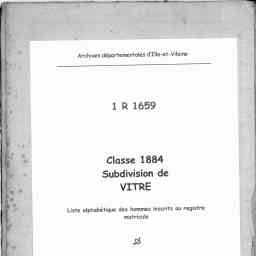 Archives départementales d'Ille-et-Vilaine
1 R 1659
Classe 1884
Subdivision de
VITRE
Liste alphabétique des hommes inscrits au registre
matricule